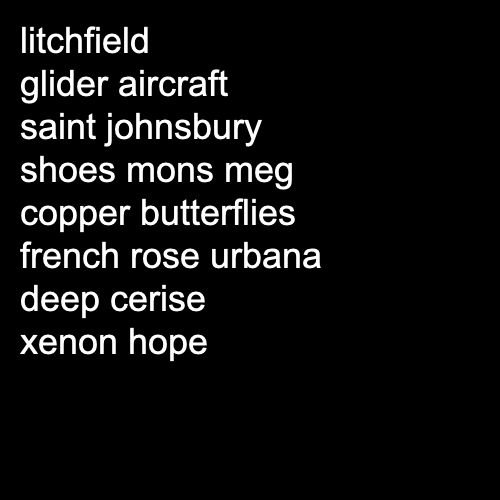 litchfield
glider aircraft
saint johnsbury
shoes mons meg
copper butterflies
french rose urbana
deep cerise
xenon hope